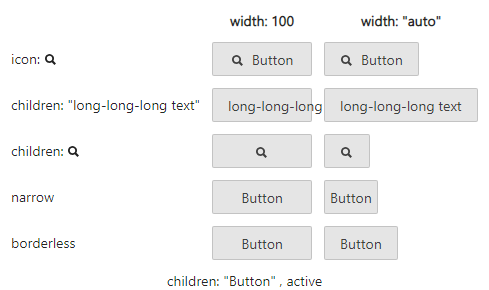 width: 100 width: "auto"
icon: Button Button
children: "long-long-long text" long-long-long long-long-long text
children:
narrow Button Button
borderless Button Button
children: "Button" , active